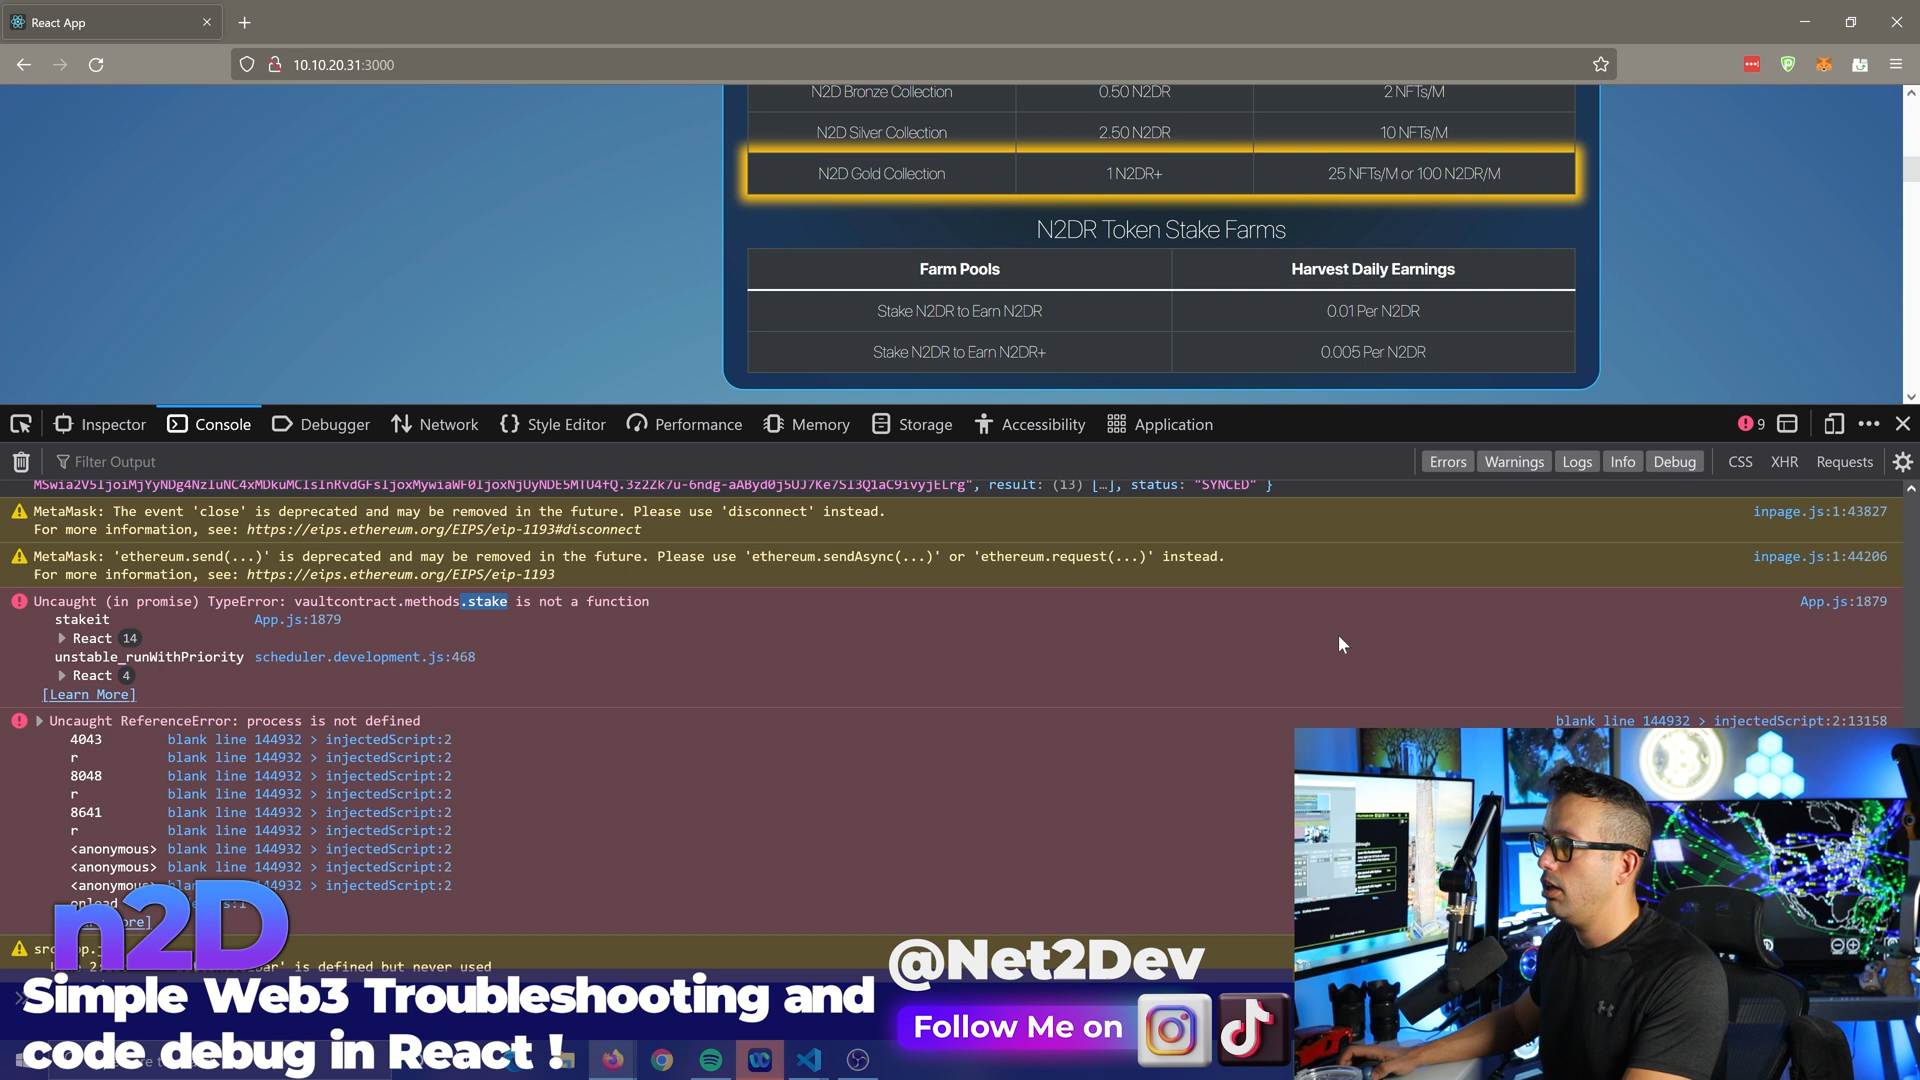 React App
10.10.20.31:3000
N2D Bronze Collection 0.50 N2DR 2 NFTs/M
N2D Silver Collection 2.50 N2DR 10 NFTs/M
N2D Gold Collection 1 N2DR+ 25 NFTs/M or 100 N2DR/M
N2DR Token Stake Farms
Farm Pools Harvest Daily Earnings
Stake N2DR to Earn N2DR 0.01 Per N2DR
Stake N2DR to Earn N2DR+ 0.005 Per N2DR
Inspector Console Debugger Network Style Editor Performance Memory Storage Accessibility Application 9
Filter Output Errors Warnings Logs Info Debug CSS XHR Requests
result: (13) […], status: "SYNCED" }
MetaMask: The event 'close' is deprecated and may be removed in the future. Please use 'disconnect' instead. inpage.js:1:43827
For more information, see: https://eips.ethereum.org/EIPS/eip-1193#disconnect
MetaMask: 'ethereum.send(...)' is deprecated and may be removed in the future. Please use 'ethereum.sendAsync(...)' or 'ethereum.request(...)' instead. inpage.js:1:44206
For more information, see: https://eips.ethereum.org/EIPS/eip-1193
Uncaught (in promise) TypeError: vaultcontract.methods.stake is not a function App.js:1879
stakeit App.js:1879
React 14
unstable_runWithPriority scheduler.development.js:468
React 4
[Learn More]
Uncaught ReferenceError: process is not defined blank line 144932 > injectedScript:2:13158
4043 blank line 144932 > injectedScript:2
r blank line 144932 > injectedScript:2
8048 blank line 144932 > injectedScript:2
r blank line 144932 > injectedScript:2
8641 blank line 144932 > injectedScript:2
r blank line 144932 > injectedScript:2
<anonymous> blank line 144932 > injectedScript:2
<anonymous> blank line 144932 > injectedScript:2
<anonymous> 144932 > injectedScript:2
onload
n2D
is defined but never used
Simple Web3 Troubleshooting and
code debug in React !
@Net2Dev
Follow Me on